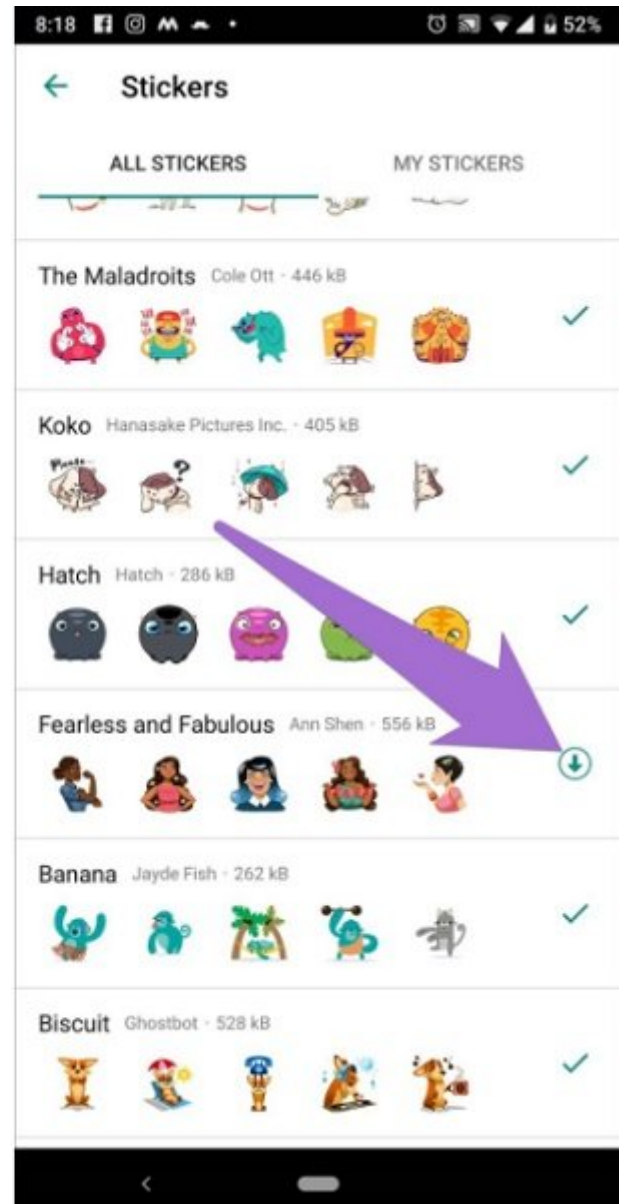 8:18 52%
Stickers
ALL STICKERS MY STICKERS
The Maladroits Cole Ott · 446 kB
Koko Hanasake Pictures Inc. · 405 kB
Please..
?
Hatch Hatch · 286 kB
Fearless and Fabulous Ann Shen · 556 kB
Banana Jayde Fish · 262 kB
Biscuit Ghostbot · 528 kB